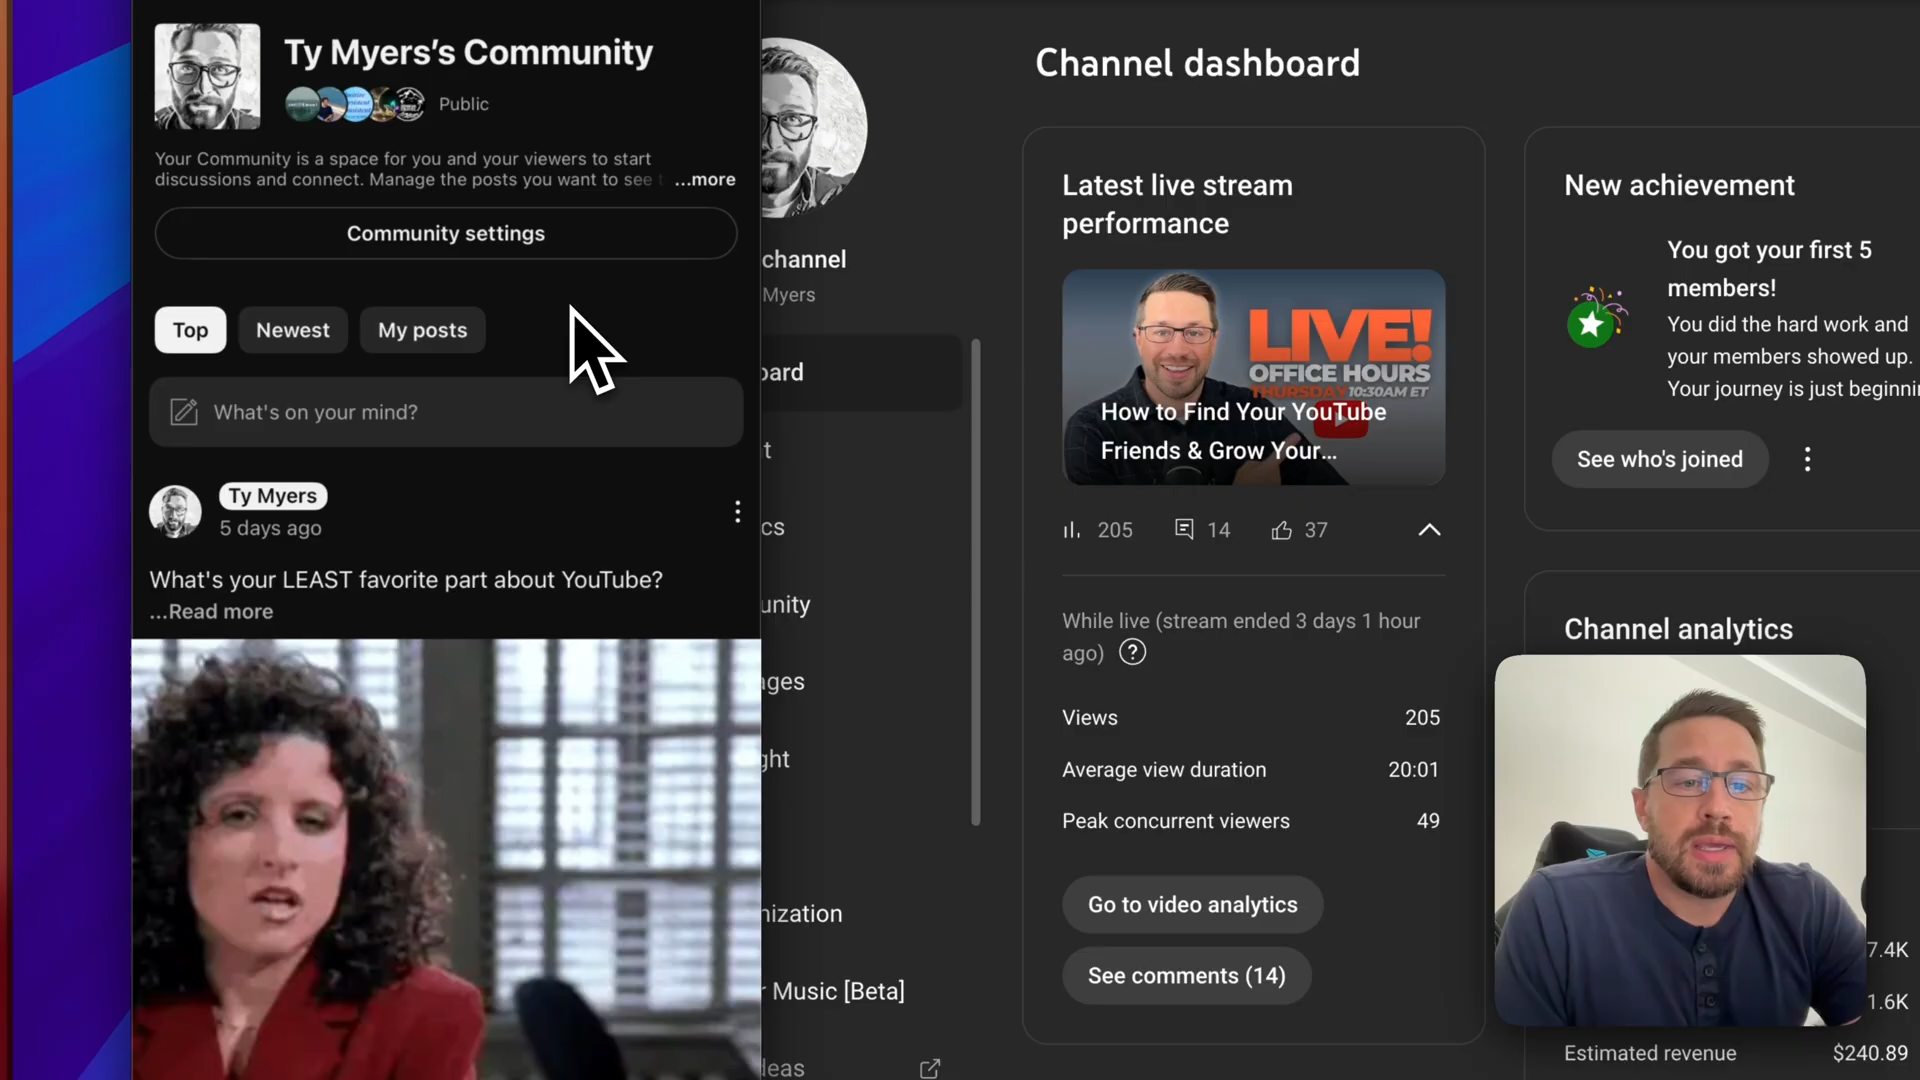 Ty Myers's Community
Public
Your Community is a space for you and your viewers to start
discussions and connect. Manage the posts you want to see t ...more
Community settings
Top
Newest
My posts
What's on your mind?
Ty Myers
5 days ago
What's your LEAST favorite part about YouTube?
...Read more
channel
Myers
oard
t
cs
unity
ages
ght
nization
r Music [Beta]
deas
Channel dashboard
Latest live stream
performance
LIVE!
OFFICE HOURS
THURSDAY 10:30AM ET
How to Find Your YouTube
Friends & Grow Your...
205
14
37
While live (stream ended 3 days 1 hour
ago)
Views 205
Average view duration 20:01
Peak concurrent viewers 49
Go to video analytics
See comments (14)
New achievement
You got your first 5
members!
You did the hard work and
your members showed up.
Your journey is just beginni
See who's joined
Channel analytics
7.4K
1.6K
Estimated revenue $240.89